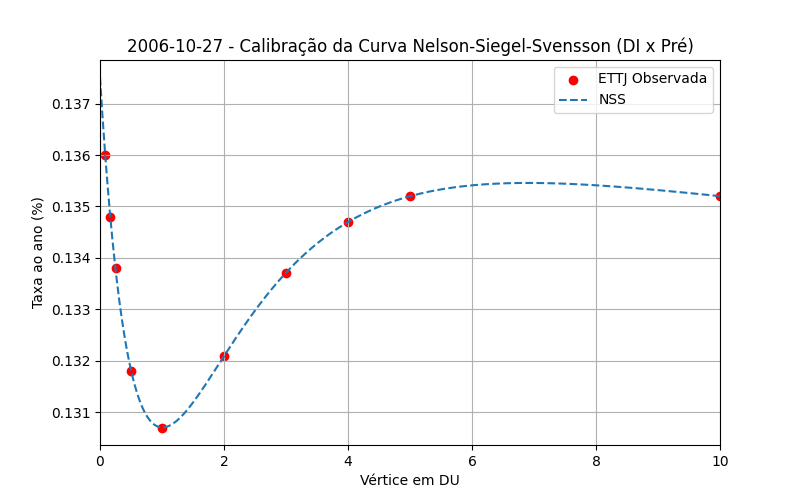 2006-10-27 - Calibração da Curva Nelson-Siegel-Svensson (DI x Pré)
ETTJ Observada
NSS
Taxa ao ano (%)
0.137
0.136
0.135
0.134
0.133
0.132
0.131
0
2
4
6
8
10
Vértice em DU